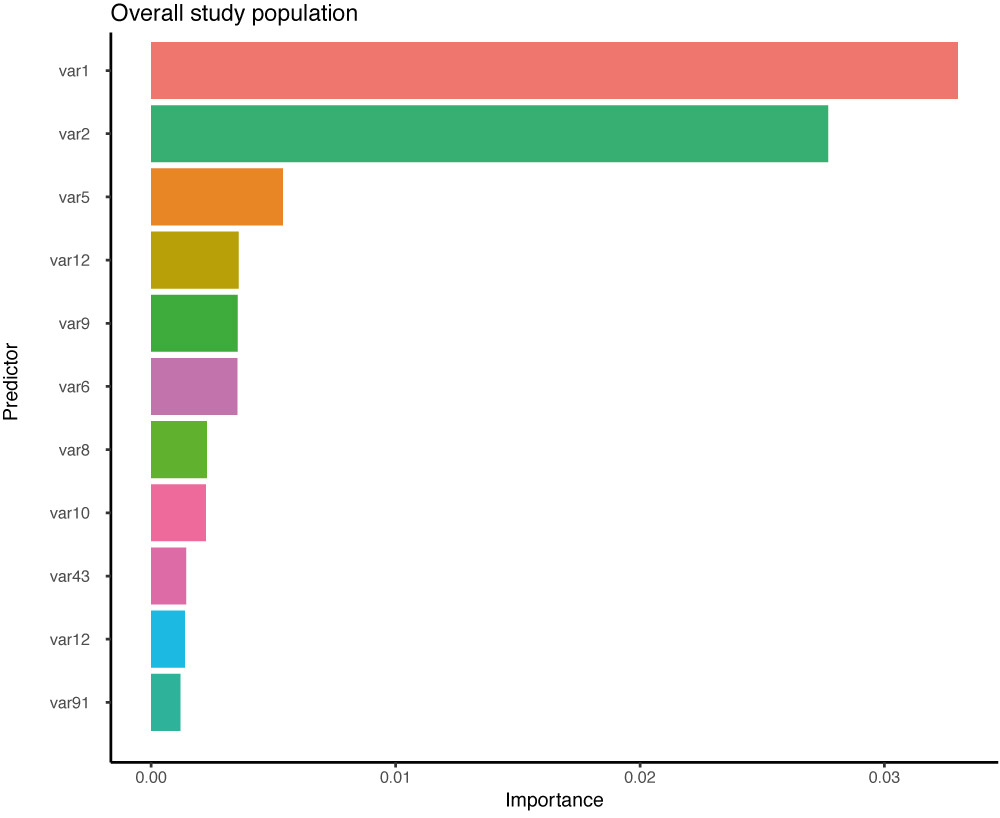 Overall study population
var1
var2
var5
var12
var9
var6
var8
var10
var43
var12
var91
Predictor
0.00 0.01 0.02 0.03
Importance